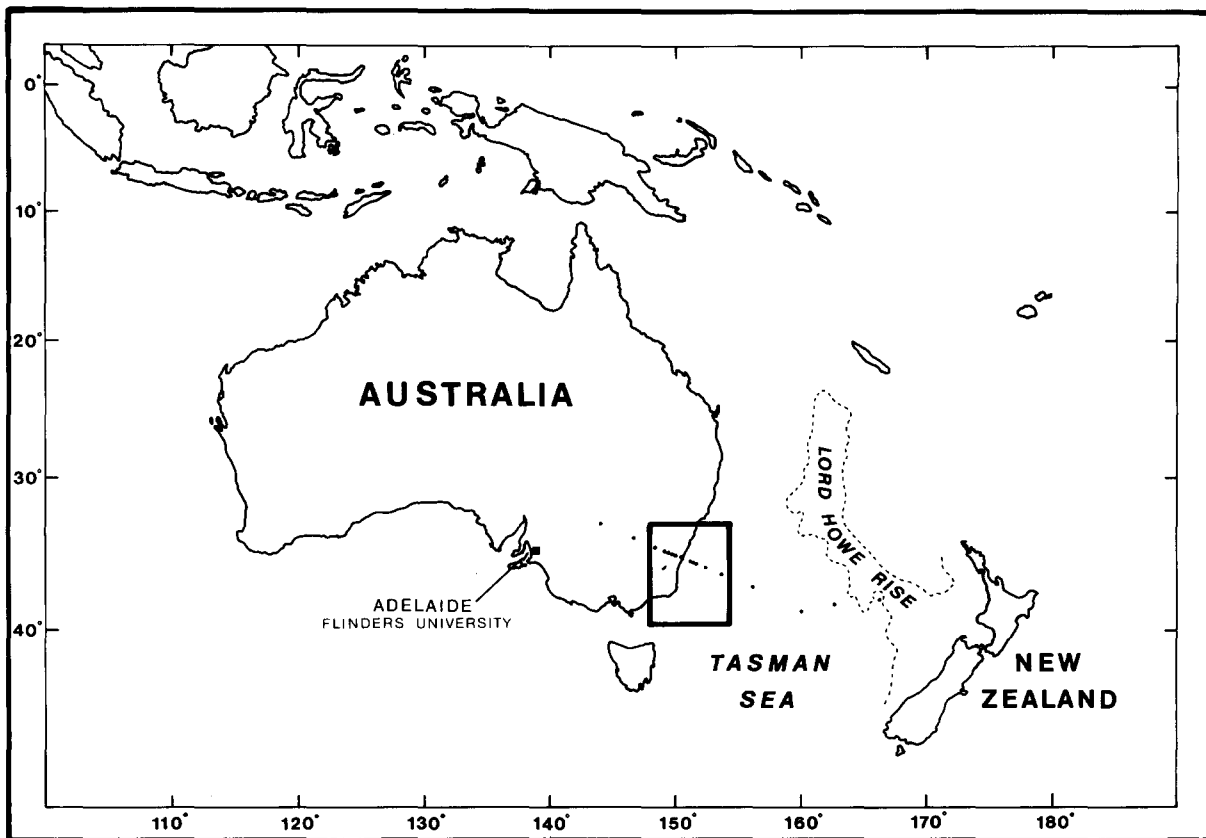 0°
10°
20°
30°
40°
AUSTRALIA
LORD HOWE RISE
ADELAIDE
FLINDERS UNIVERSITY
TASMAN
SEA
NEW
ZEALAND
110°
120°
130°
140°
150°
160°
170°
180°